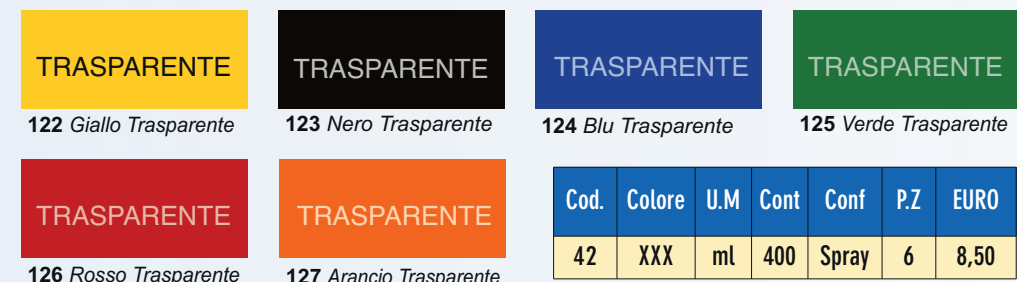 TRASPARENTE TRASPARENTE TRASPARENTE TRASPARENTE
122 Giallo Trasparente 123 Nero Trasparente 124 Blu Trasparente 125 Verde Trasparente
TRASPARENTE TRASPARENTE
126 Rosso Trasparente 127 Arancio Trasparente
Cod. Colore U.M Cont Conf P.Z EURO
42 XXX ml 400 Spray 6 8,50